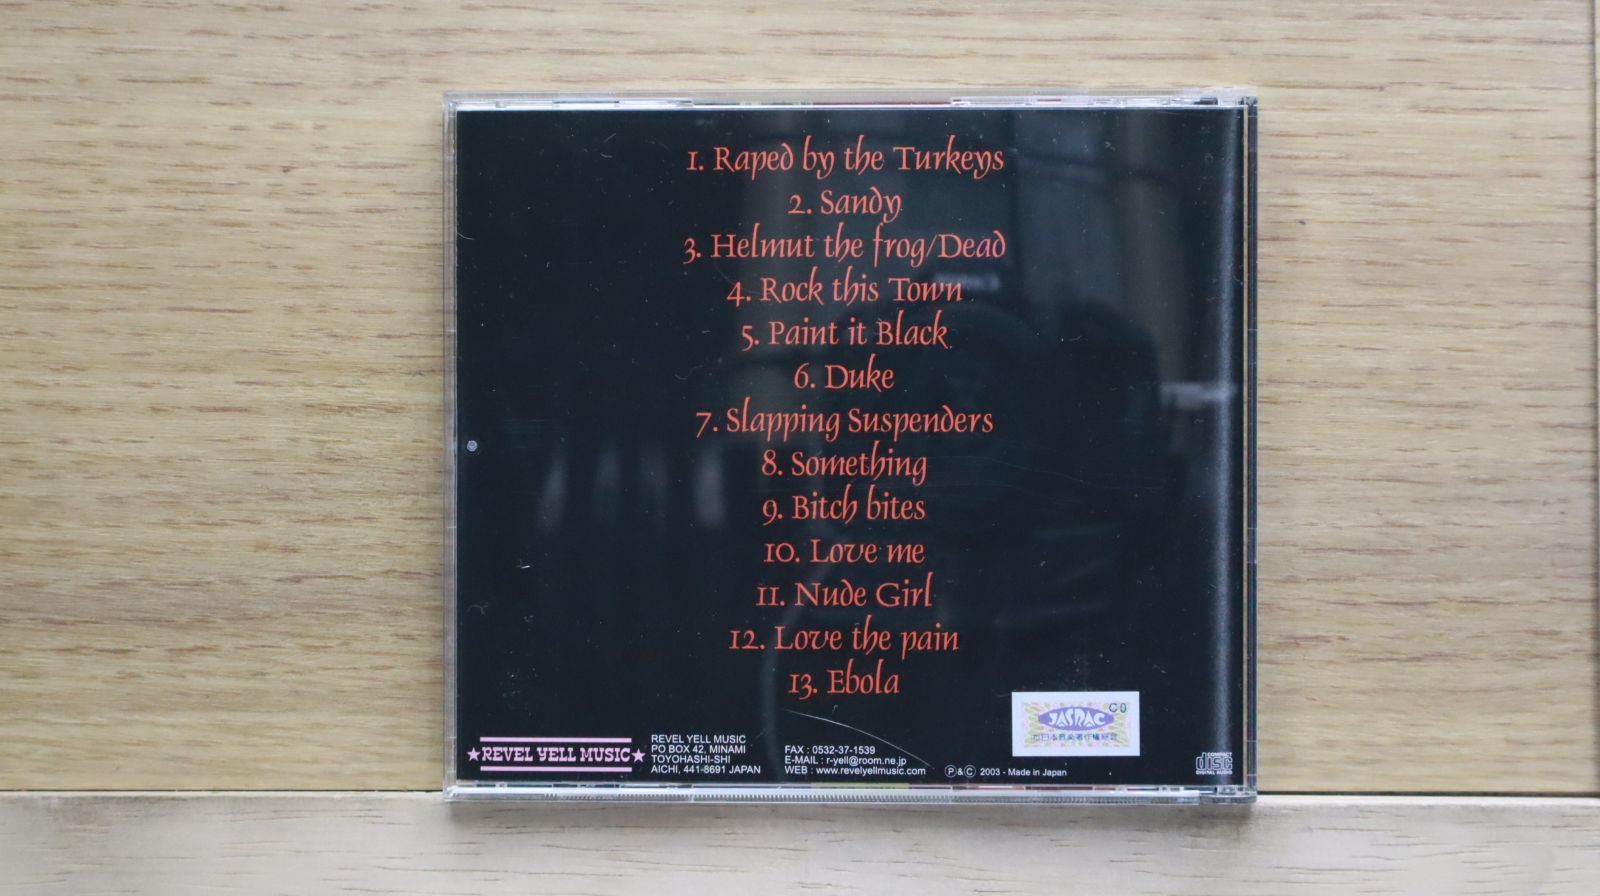 1. Raped by the Turkeys
2. Sandy
3. Helmut the frog/Dead
4. Rock this Town
5. Paint it Black
6. Duke
7. Slapping Suspenders
8. Something
9. Bitch bites
10. Love me
11. Nude Girl
12. Love the pain
13. Ebola
★REVEL YELL MUSIC★
REVEL YELL MUSIC
PO BOX 42, MINAMI
TOYOHASHI-SHI
AICHI, 441-8691 JAPAN
FAX : 0532-37-1539
E-MAIL : r-yell@room.ne.jp
WEB : www.revelyellmusic.com
Ⓟ&Ⓒ 2003 - Made in Japan
C0
JASRAC
COMPACT
disc
DIGITAL AUDIO